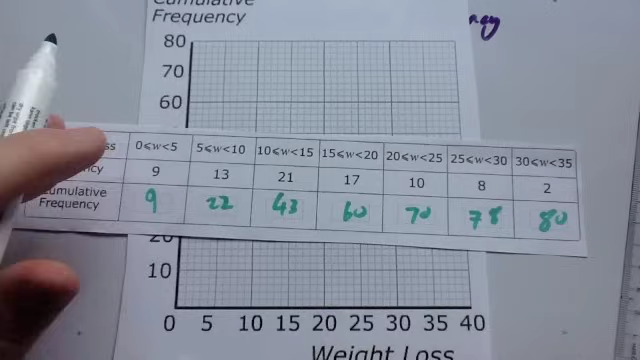 Cumulative
Frequency
80
70
60
0≤w<5 5≤w<10 10≤w<15 15≤w<20 20≤w<25 25≤w<30 30≤w<35
9 13 21 17 10 8 2
Cumulative
Frequency
9 22 43 60 70 78 80
20
10
0 5 10 15 20 25 30 35 40
Weight Loss